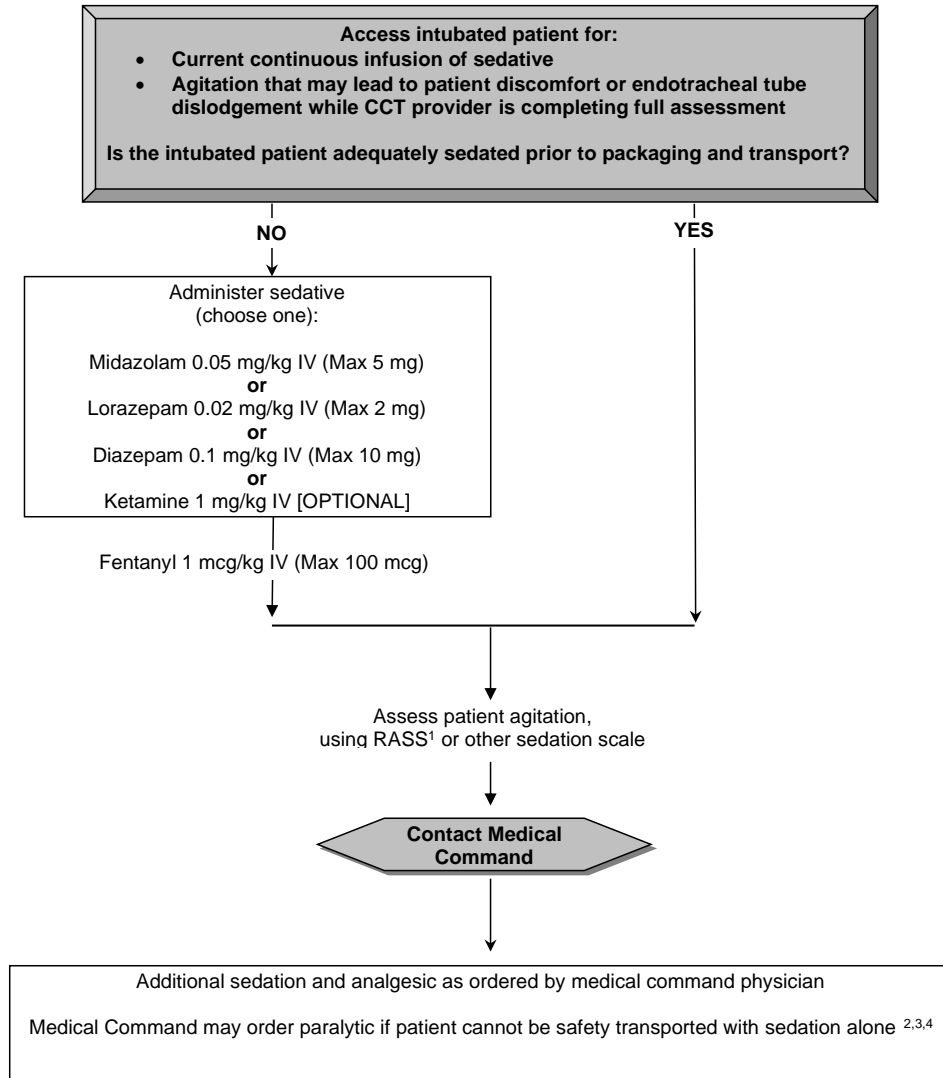 Access intubated patient for:
• Current continuous infusion of sedative
• Agitation that may lead to patient discomfort or endotracheal tube
dislodgement while CCT provider is completing full assessment
Is the intubated patient adequately sedated prior to packaging and transport?
NO
YES
Administer sedative
(choose one):
Midazolam 0.05 mg/kg IV (Max 5 mg)
or
Lorazepam 0.02 mg/kg IV (Max 2 mg)
or
Diazepam 0.1 mg/kg IV (Max 10 mg)
or
Ketamine 1 mg/kg IV [OPTIONAL]
Fentanyl 1 mcg/kg IV (Max 100 mcg)
Assess patient agitation,
using RASS¹ or other sedation scale
Contact Medical
Command
Additional sedation and analgesic as ordered by medical command physician
Medical Command may order paralytic if patient cannot be safety transported with sedation alone ²,³,⁴